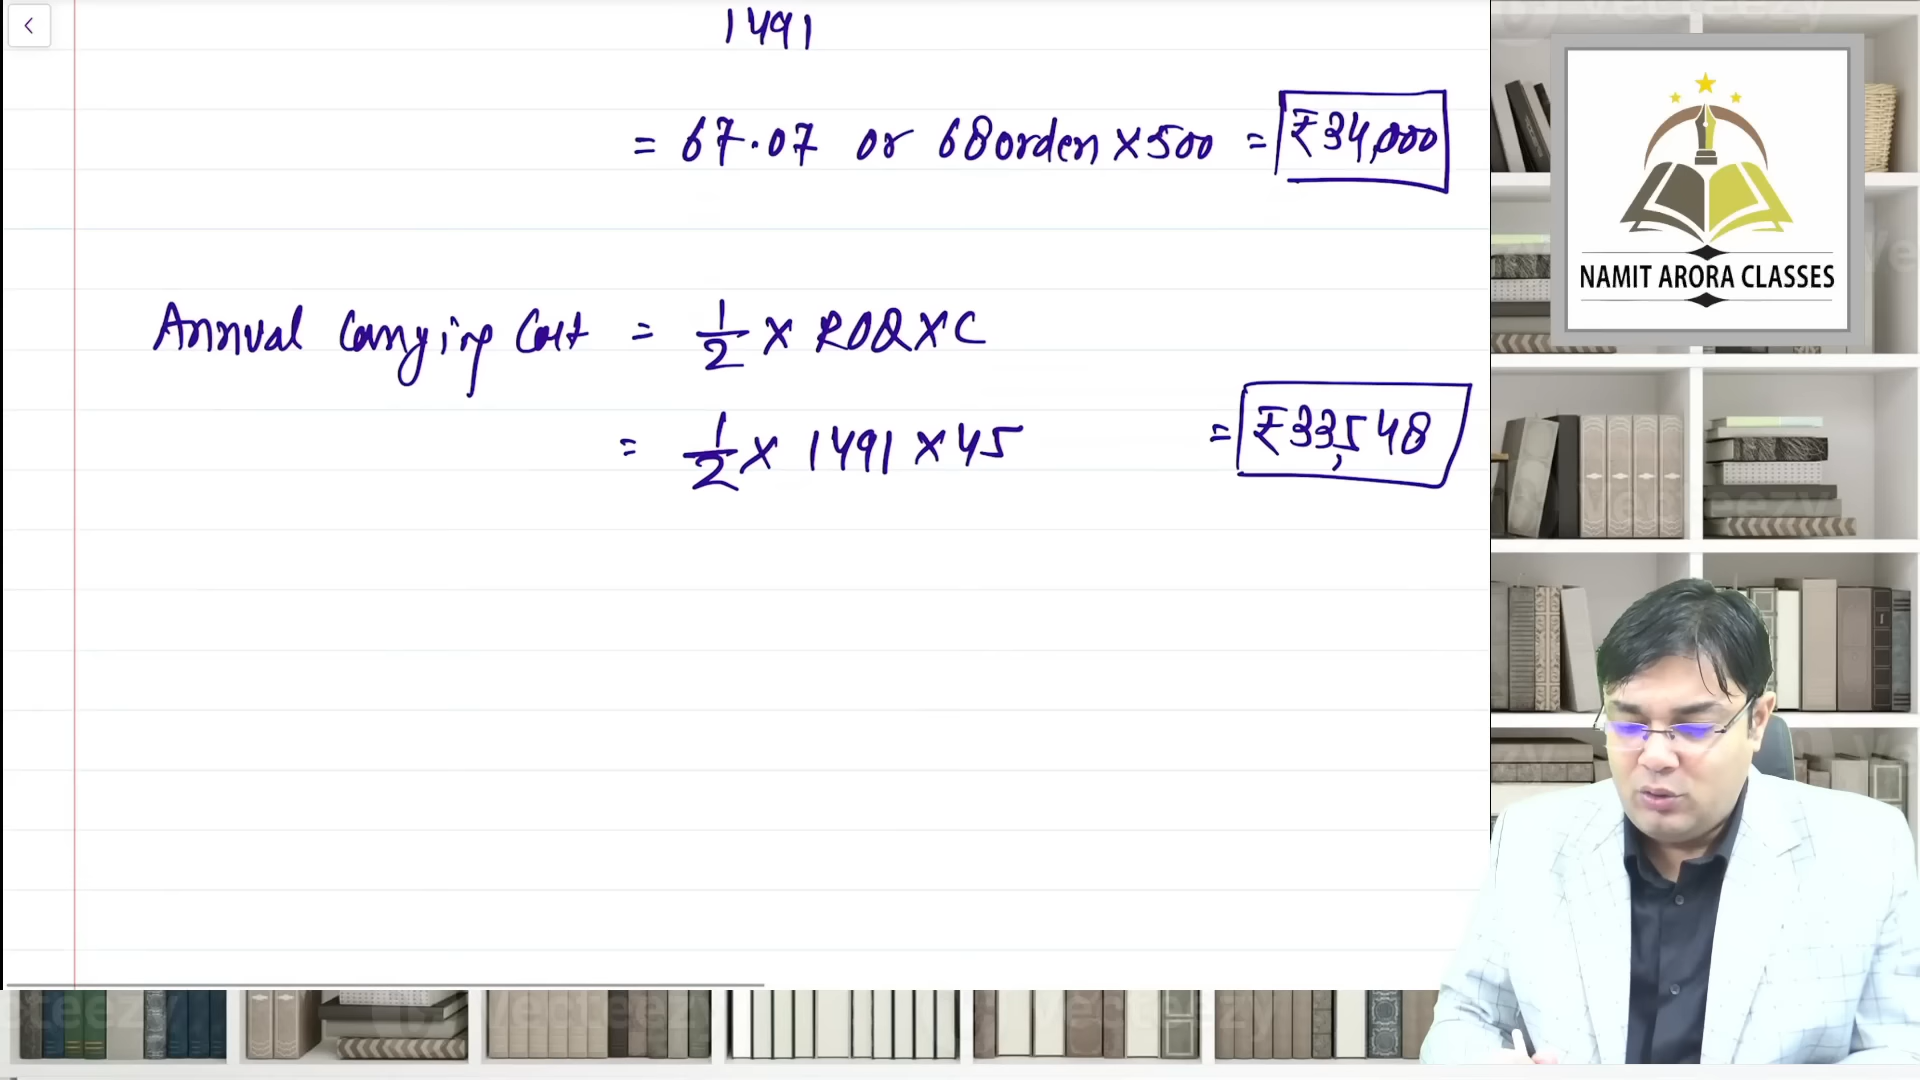 1491
= 67.07 or 68 orders × 500 = ₹34,000
Annual Carrying Cost = 1/2 × ROQ × C
= 1/2 × 1491 × 45 = ₹33,548
NAMIT ARORA CLASSES
vecteezy